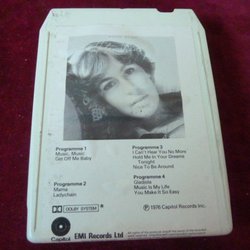 Programme 1
Music, Music
Get Off Me Baby
Programme 3
I Can't Hear You No More
Hold Me In Your Dreams
Tonight
Nice To Be Around
Programme 2
Mama
Ladychain
Programme 4
Gladiola
Music Is My Life
You Make It So Easy
DOLBY SYSTEM
℗ 1976 Capitol Records Inc.
Capitol
EMI Records Ltd